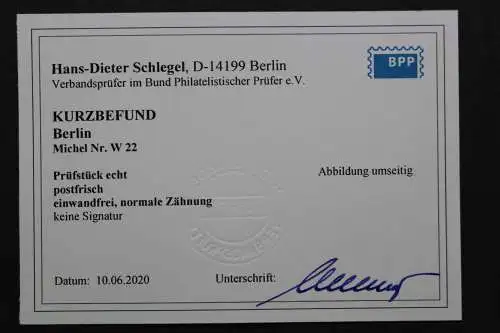 Hans-Dieter Schlegel, D-14199 Berlin
Verbandsprüfer im Bund Philatelistischer Prüfer e.V.
BPP
KURZBEFUND
Berlin
Michel Nr. W 22
Prüfstück echt
postfrisch
einwandfrei, normale Zähnung
keine Signatur
Abbildung umseitig
Datum: 10.06.2020
Unterschrift: